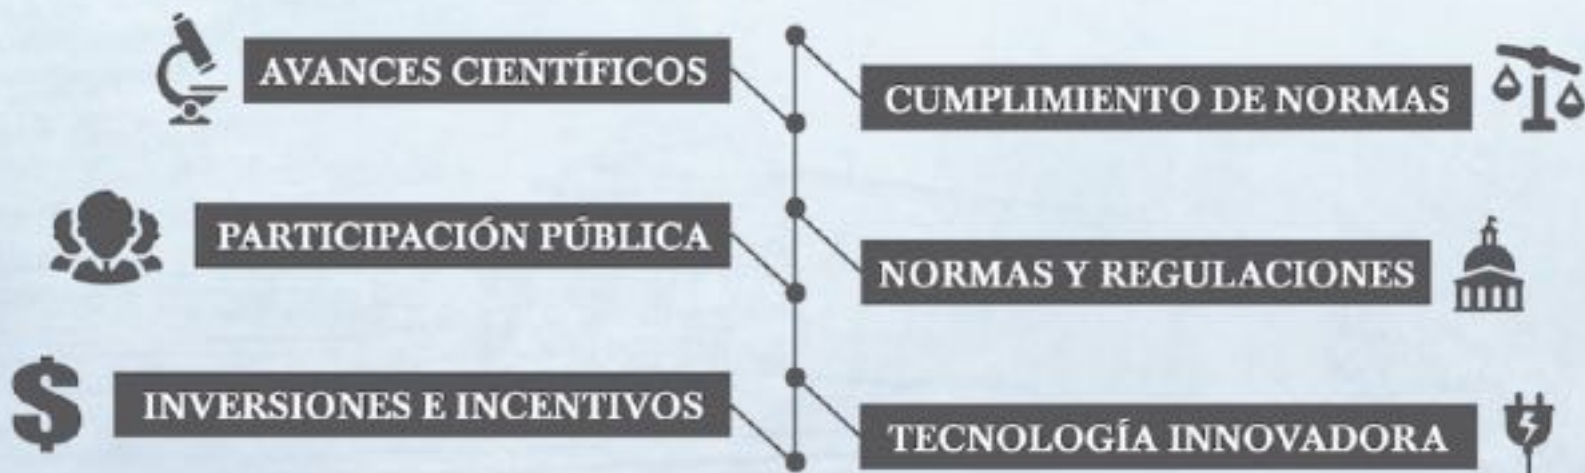 AVANCES CIENTÍFICOS
CUMPLIMIENTO DE NORMAS
PARTICIPACIÓN PÚBLICA
NORMAS Y REGULACIONES
INVERSIONES E INCENTIVOS
TECNOLOGÍA INNOVADORA